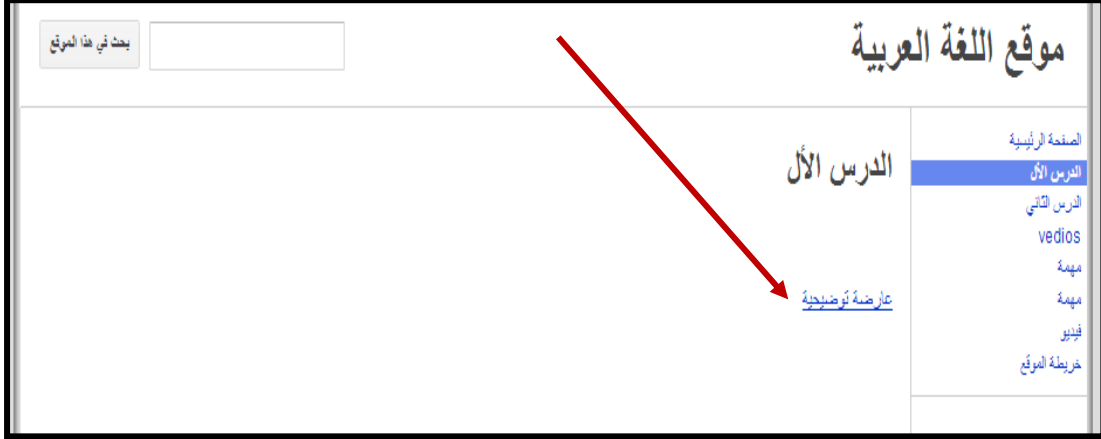 موقع اللغة العربية
بحث في هذا الموقع
الصفحة الرئيسية
الدرس الأل
الدرس الثاني
vedios
مهمة
مهمة
فيديو
خريطة الموقع
الدرس الأل
عارضة توضيحية